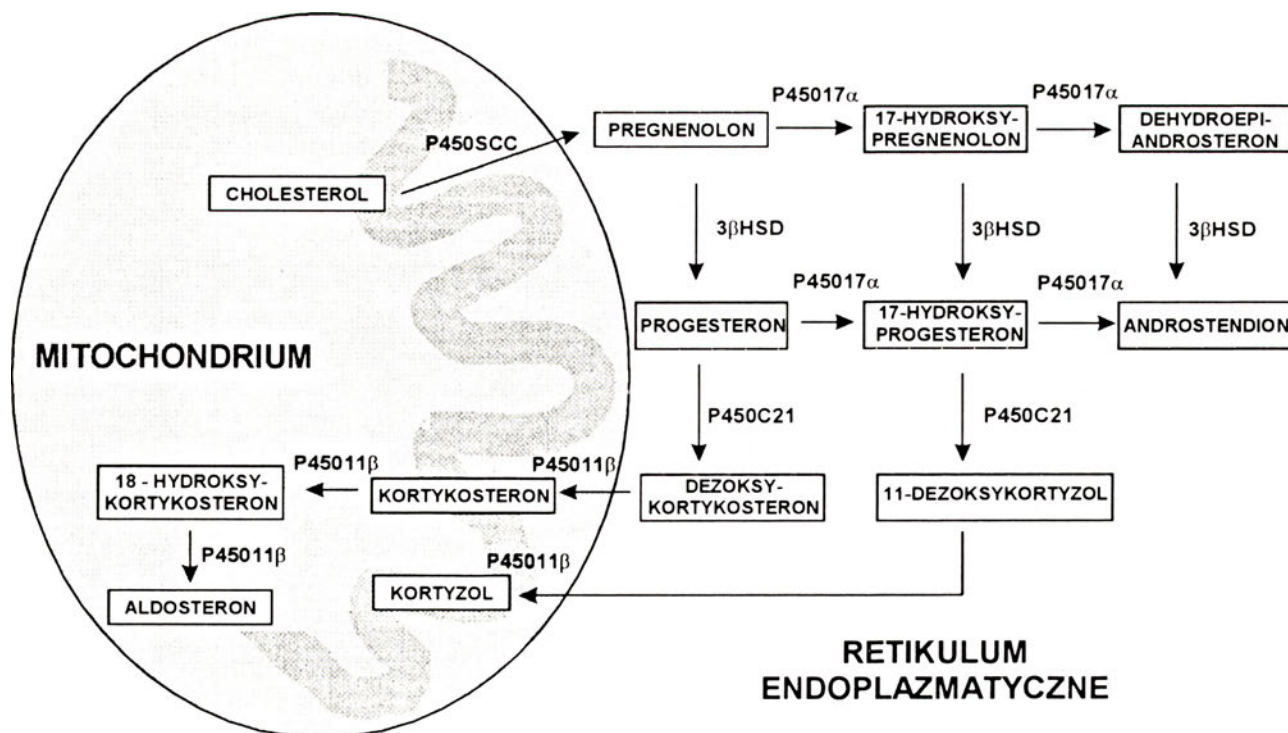 P45017α
P45017α
PREGNENOLON
17-HYDROKSY-
PREGNENOLON
DEHYDROEPI-
ANDROSTERON
P450SCC
CHOLESTEROL
3βHSD
3βHSD
3βHSD
P45017α
P45017α
PROGESTERON
17-HYDROKSY-
PROGESTERON
ANDROSTENDION
MITOCHONDRIUM
P450C21
P450C21
P45011β
18 - HYDROKSY-
KORTYKOSTERON
KORTYKOSTERON
DEZOKSY-
KORTYKOSTERON
11-DEZOKSYKORTYZOL
P45011β
P45011β
ALDOSTERON
KORTYZOL
RETIKULUM
ENDOPLAZMATYCZNE